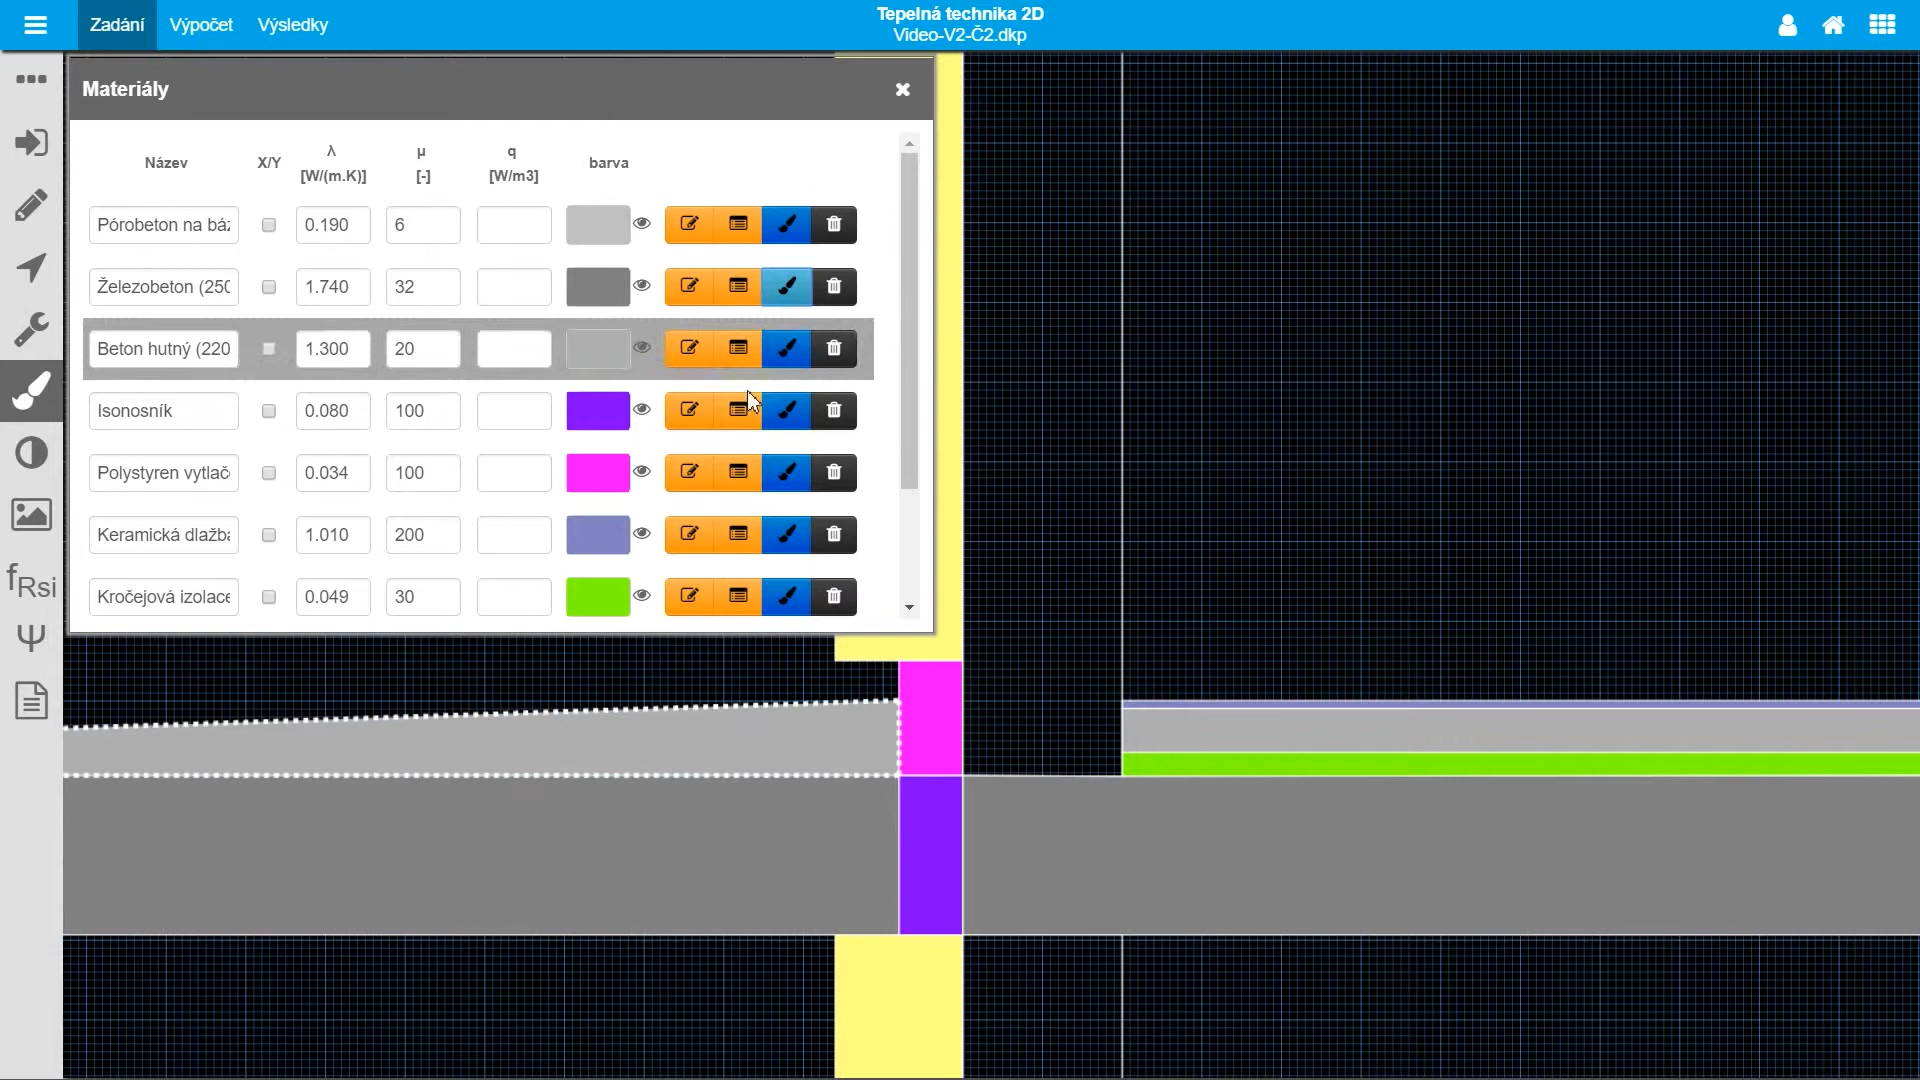 Zadání Výpočet Výsledky
Tepelná technika 2D
Video-V2-Č2.dkp
Materiály
Název X/Y λ [W/(m.K)] μ [-] q [W/m3] barva
Pórobeton na bá 0.190 6
Železobeton (250 1.740 32
Beton hutný (220 1.300 20
Isonosník 0.080 100
Polystyren vytlač 0.034 100
Keramická dlažb 1.010 200
Kročejová izolace 0.049 30
fRsi
Ψ